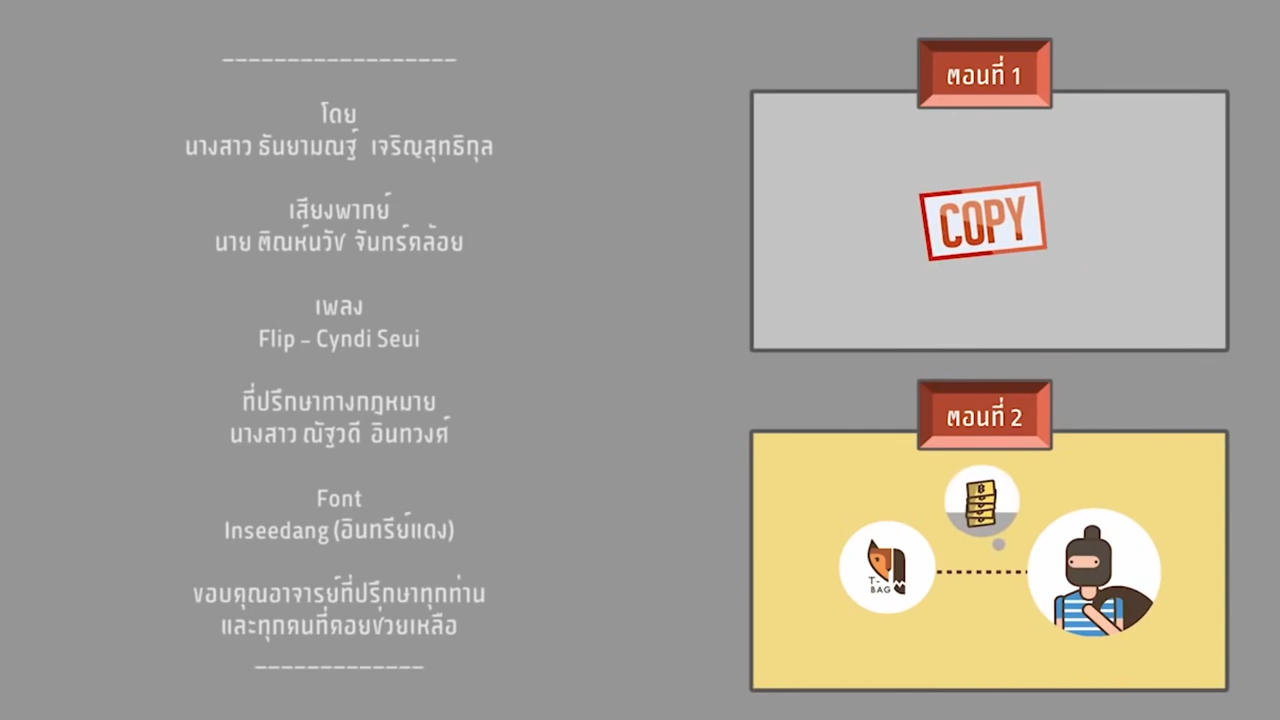 โดย
นางสาว ธันยามณฐ์ เจริญสุทธิกุล
เสียงพากย์
นาย ติณห์นวัช จันทร์คล้อย
เพลง
Flip – Cyndi Seui
ที่ปรึกษาทางกฎหมาย
นางสาว ณัฐวดี อินทวงศ์
Font
Inseedang (อินทรีย์แดง)
ขอบคุณอาจารย์ที่ปรึกษาทุกท่าน
และทุกคนที่คอยช่วยเหลือ
ตอนที่ 1
COPY
ตอนที่ 2
฿
T-
BAG